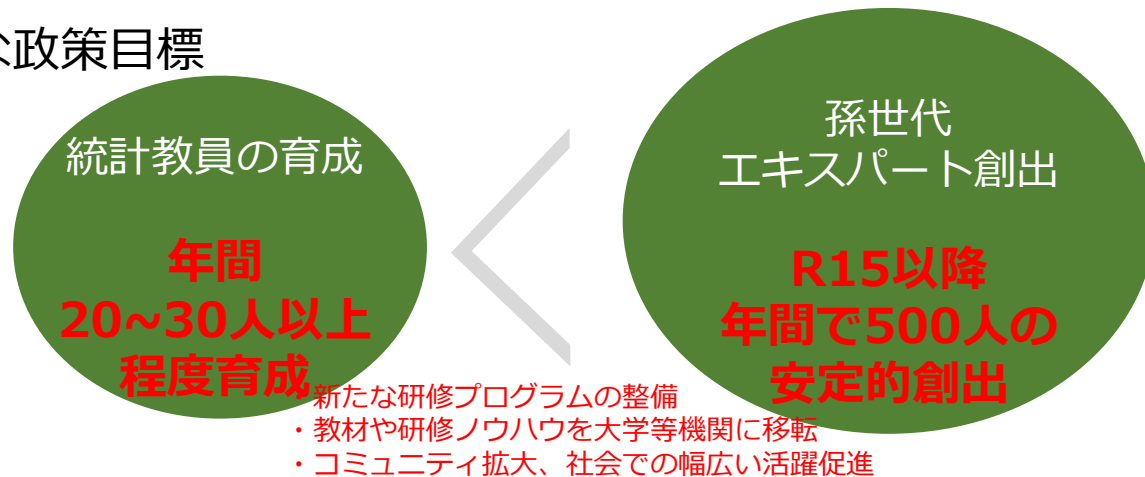 な政策目標
統計教員の育成
年間
20~30人以上
程度育成
孫世代
エキスパート創出
R15以降
年間で500人の
安定的創出
新たな研修プログラムの整備
・教材や研修ノウハウを大学等機関に移転
・コミュニティ拡大、社会での幅広い活躍促進